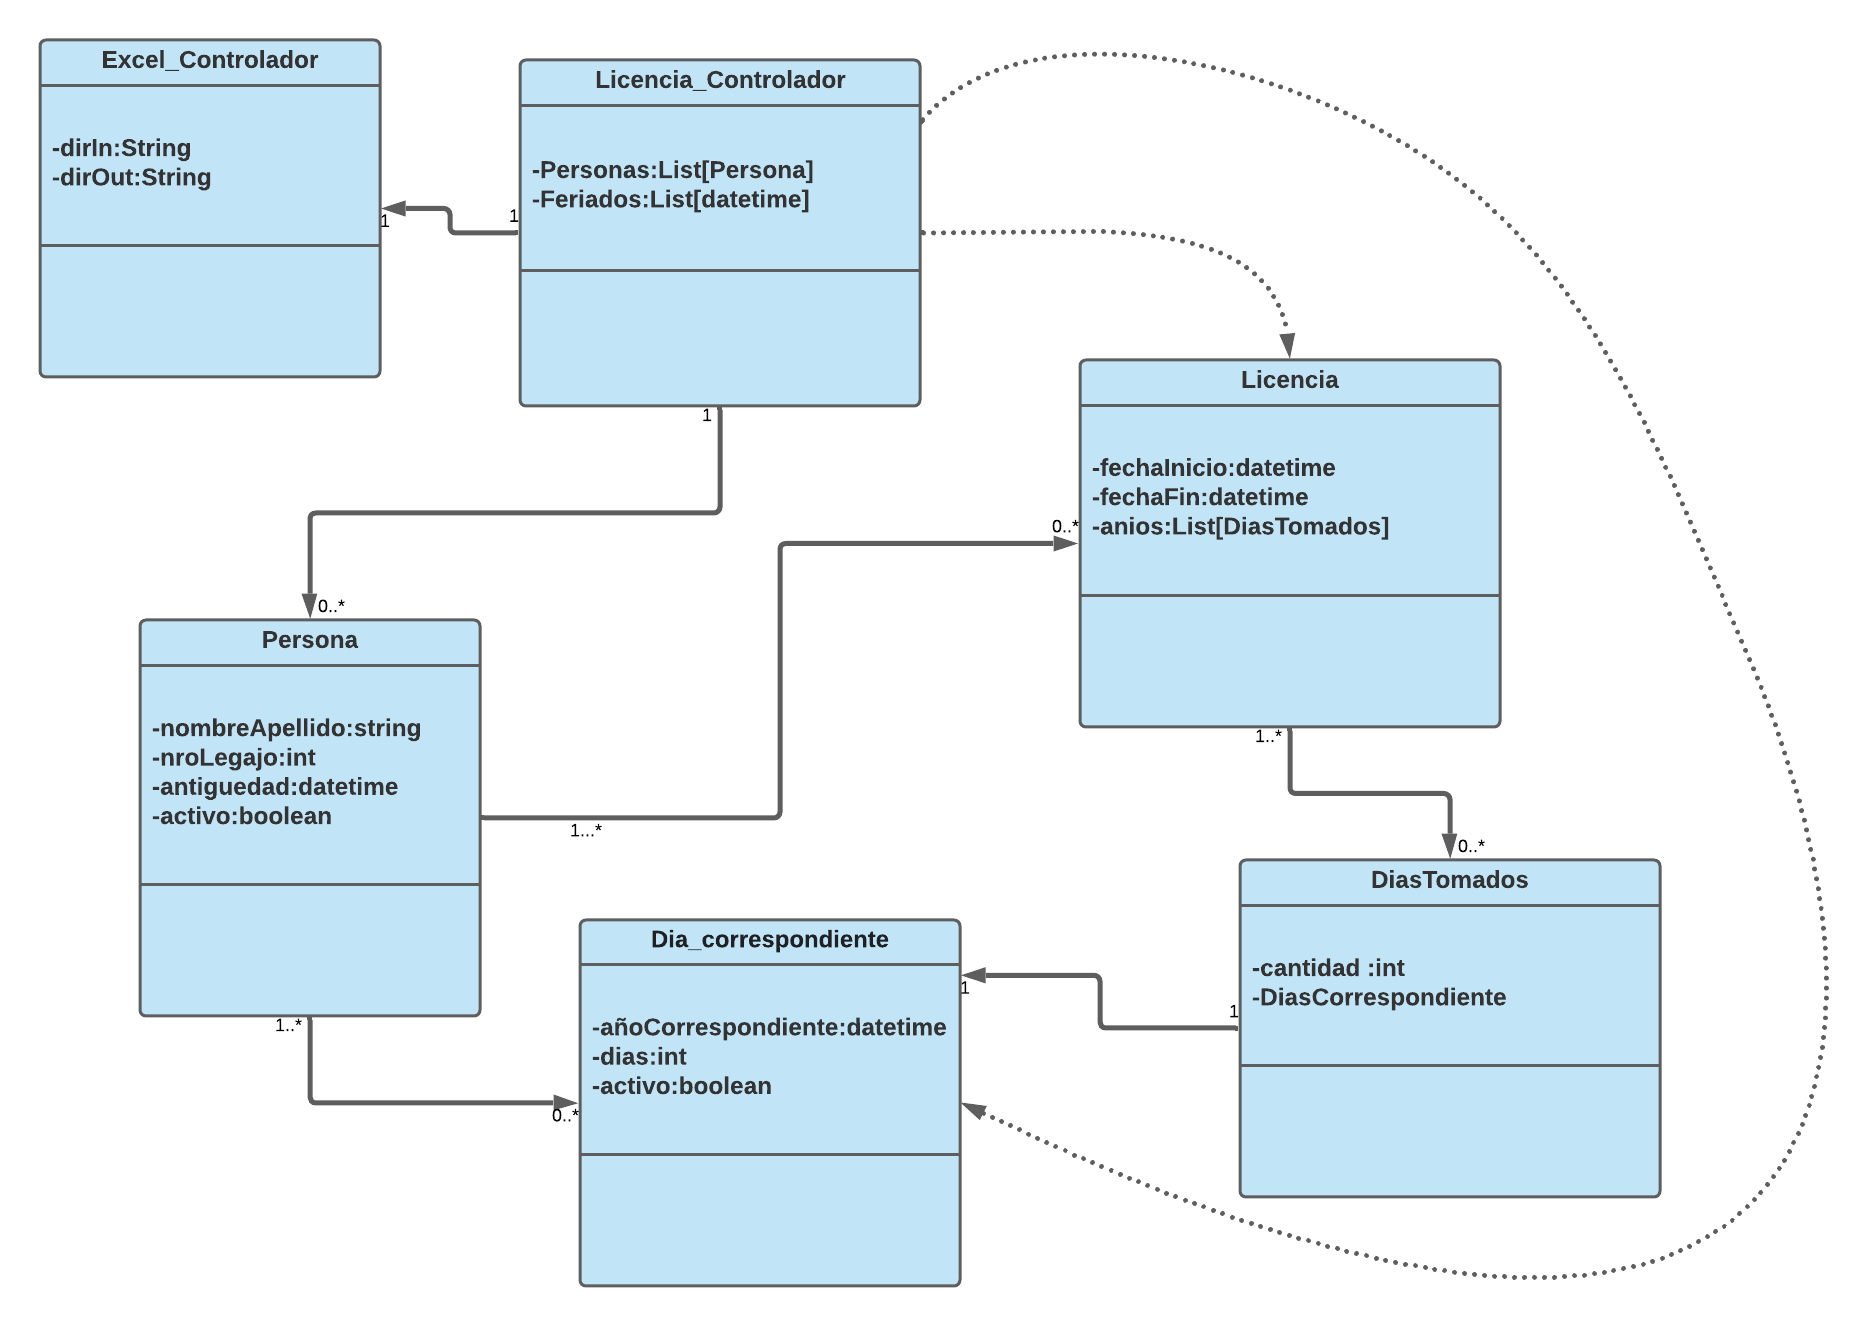 Excel_Controlador
-dirIn:String
-dirOut:String
1
Licencia_Controlador
-Personas:List[Persona]
-Feriados:List[datetime]
1
1
0..*
Licencia
-fechaInicio:datetime
-fechaFin:datetime
-anios:List[DiasTomados]
0..*
1..*
Persona
-nombreApellido:string
-nroLegajo:int
-antiguedad:datetime
-activo:boolean
1...*
1..*
0..*
DiasTomados
-cantidad :int
-DiasCorrespondiente
0..*
1
Dia_correspondiente
-añoCorrespondiente:datetime
-dias:int
-activo:boolean
1